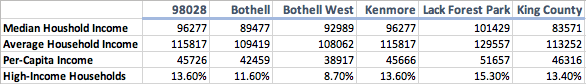 98028 Bothell Bothell West Kenmore Lack Forest Park King County
Median Houshold Income 96277 89477 92989 96277 101429 83571
Average Household Income 115817 109419 108062 115817 129557 113252
Per-Capita Income 45726 42459 38917 45666 51657 46316
High-Income Households 13.60% 11.60% 8.70% 13.60% 15.30% 13.40%